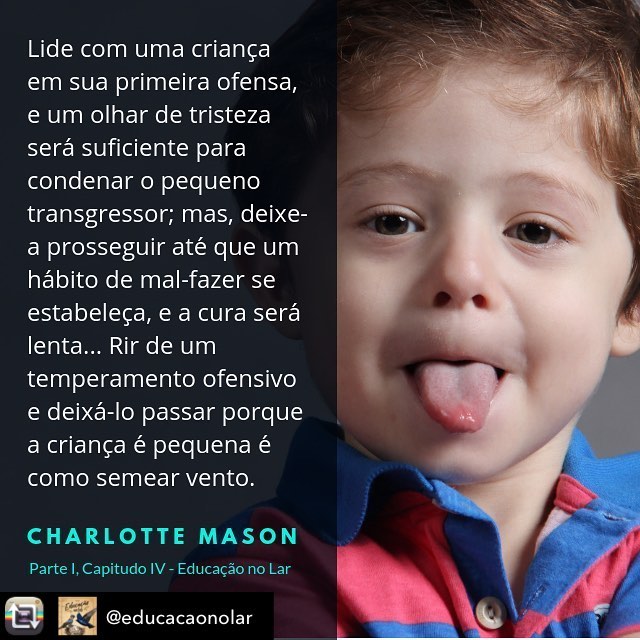 Lide com uma criança
em sua primeira ofensa,
e um olhar de tristeza
será suficiente para
condenar o pequeno
transgressor; mas, deixe-
a prosseguir até que um
hábito de mal-fazer se
estabeleça, e a cura será
lenta... Rir de um
temperamento ofensivo
e deixá-lo passar porque
a criança é pequena é
como semear vento.
CHARLOTTE MASON
Parte I, Capitudo IV - Educação no Lar
@educacaonolar